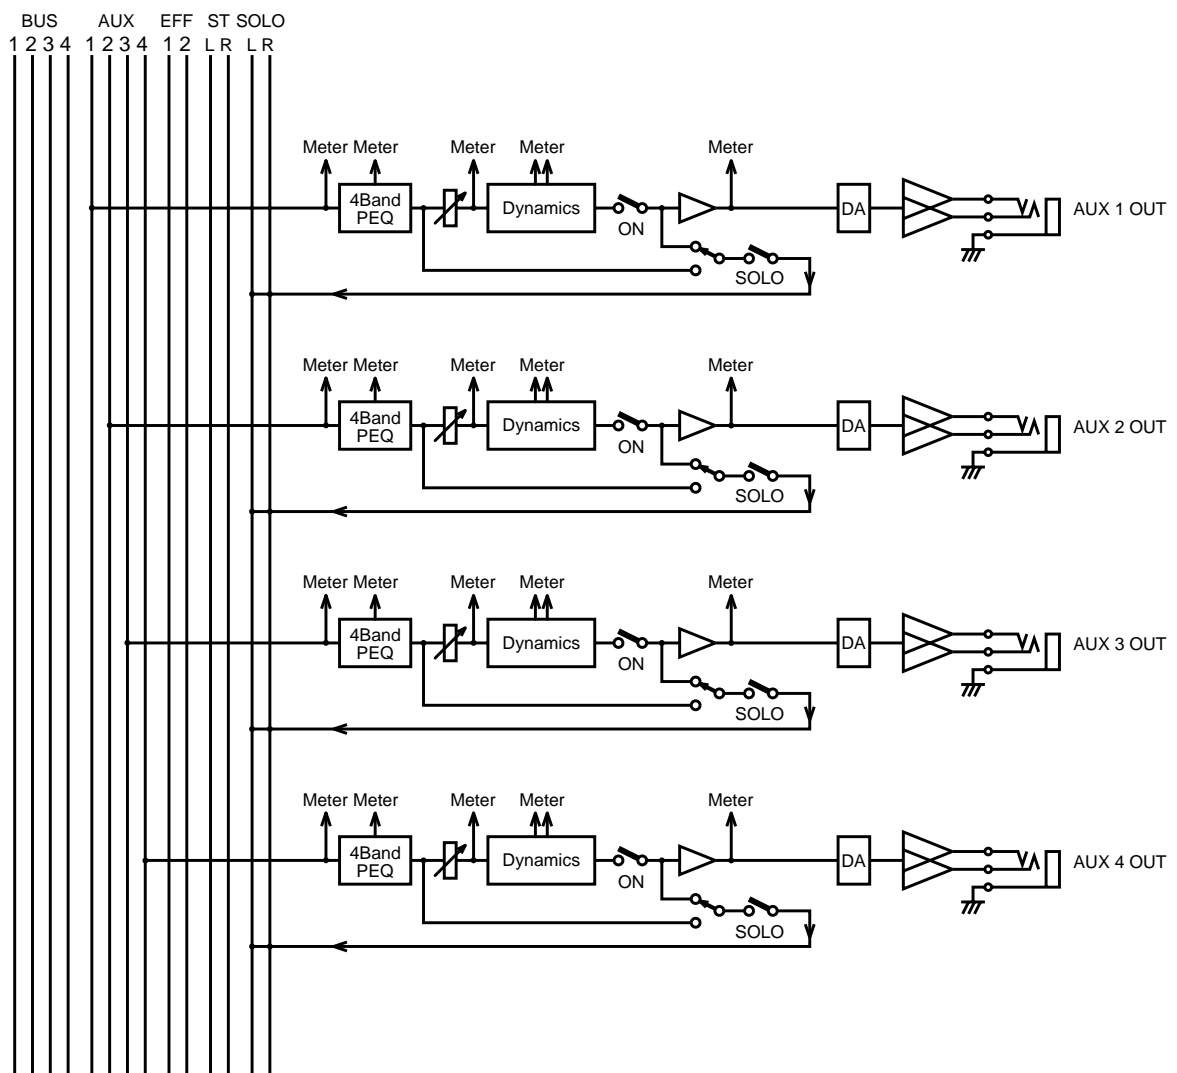 BUS AUX EFF ST SOLO
1 2 3 4 1 2 3 4 1 2 L R L R
Meter Meter Meter Meter Meter
4Band
PEQ
Dynamics
ON
DA
AUX 1 OUT
SOLO
Meter Meter Meter Meter Meter
4Band
PEQ
Dynamics
ON
DA
AUX 2 OUT
SOLO
Meter Meter Meter Meter Meter
4Band
PEQ
Dynamics
ON
DA
AUX 3 OUT
SOLO
Meter Meter Meter Meter Meter
4Band
PEQ
Dynamics
ON
DA
AUX 4 OUT
SOLO